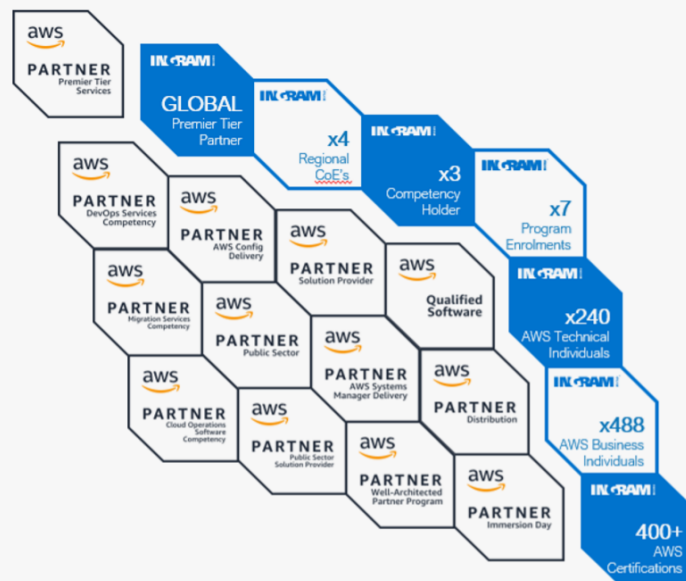 aws
PARTNER
Premier Tier
Services
INGRAM
GLOBAL
Premier Tier
Partner
INGRAM
x4
Regional
CoE's
INGRAM
x3
Competency
Holder
INGRAM
x7
Program
Enrolments
INGRAM
x240
AWS Technical
Individuals
INGRAM
x488
AWS Business
Individuals
INGRAM
400+
AWS
Certifications
aws
PARTNER
DevOps Services
Competency
aws
PARTNER
AWS Config
Delivery
aws
PARTNER
Solution Provider
aws
Qualified
Software
aws
PARTNER
Migration Services
Competency
aws
PARTNER
Public Sector
aws
PARTNER
AWS Systems
Manager Delivery
aws
PARTNER
Distribution
aws
PARTNER
Cloud Operations
Software
Competency
aws
PARTNER
Public Sector
Solution Provider
aws
PARTNER
Well-Architected
Partner Program
aws
PARTNER
Immersion Day